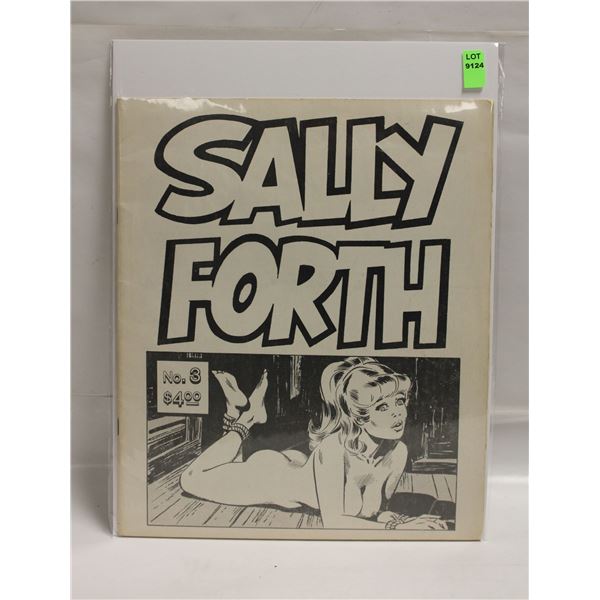 LOT
9124
SALLY
FORTH
No. 3
$4.00